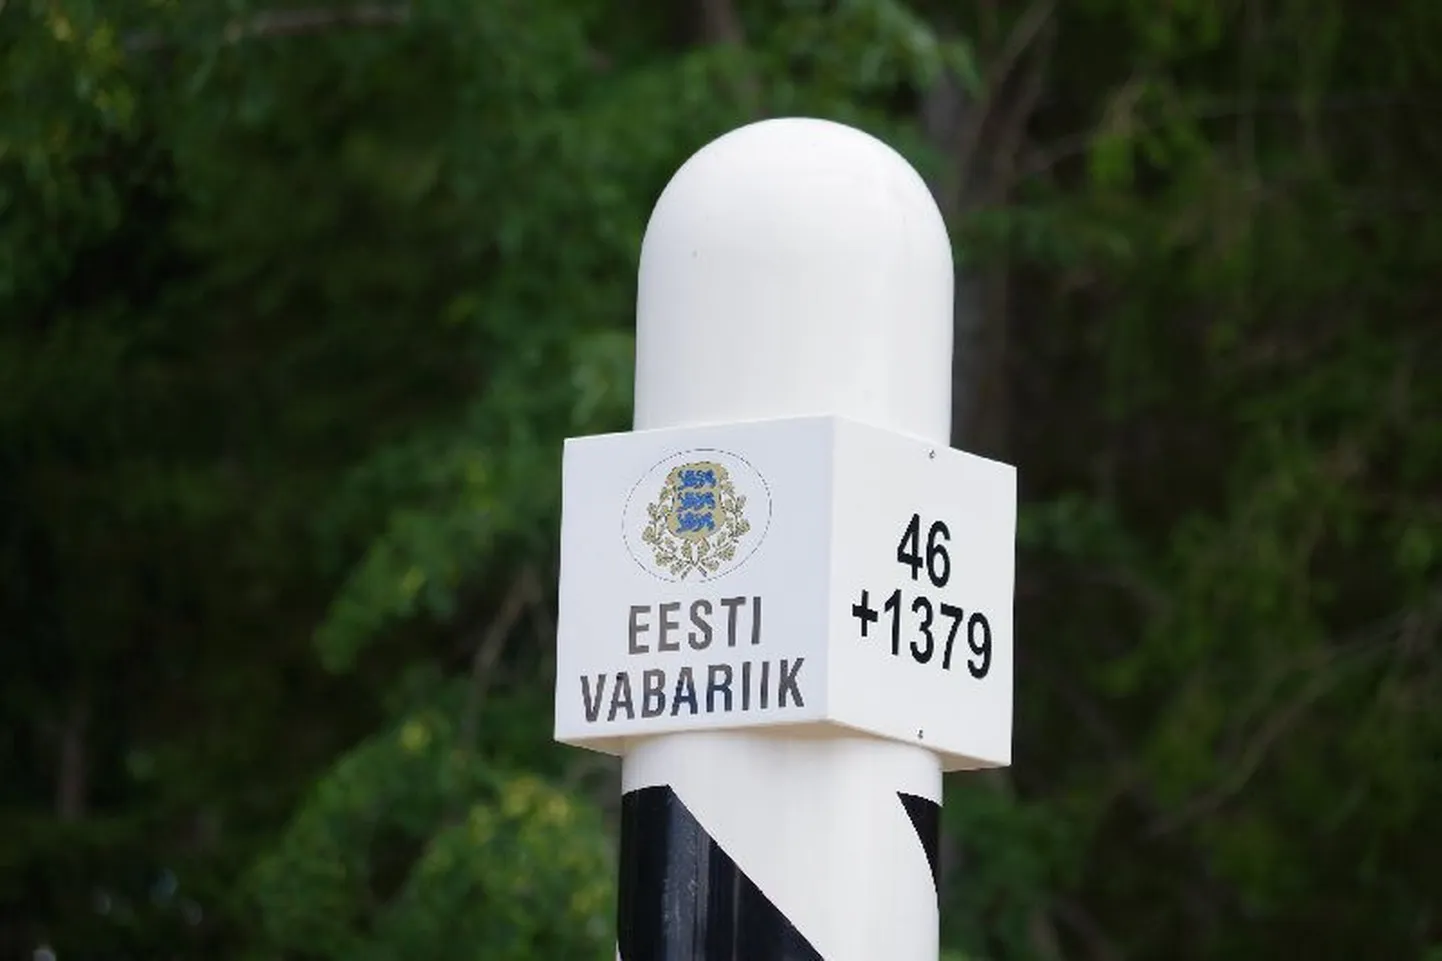 EESTI
VABARIIK
46
+1379